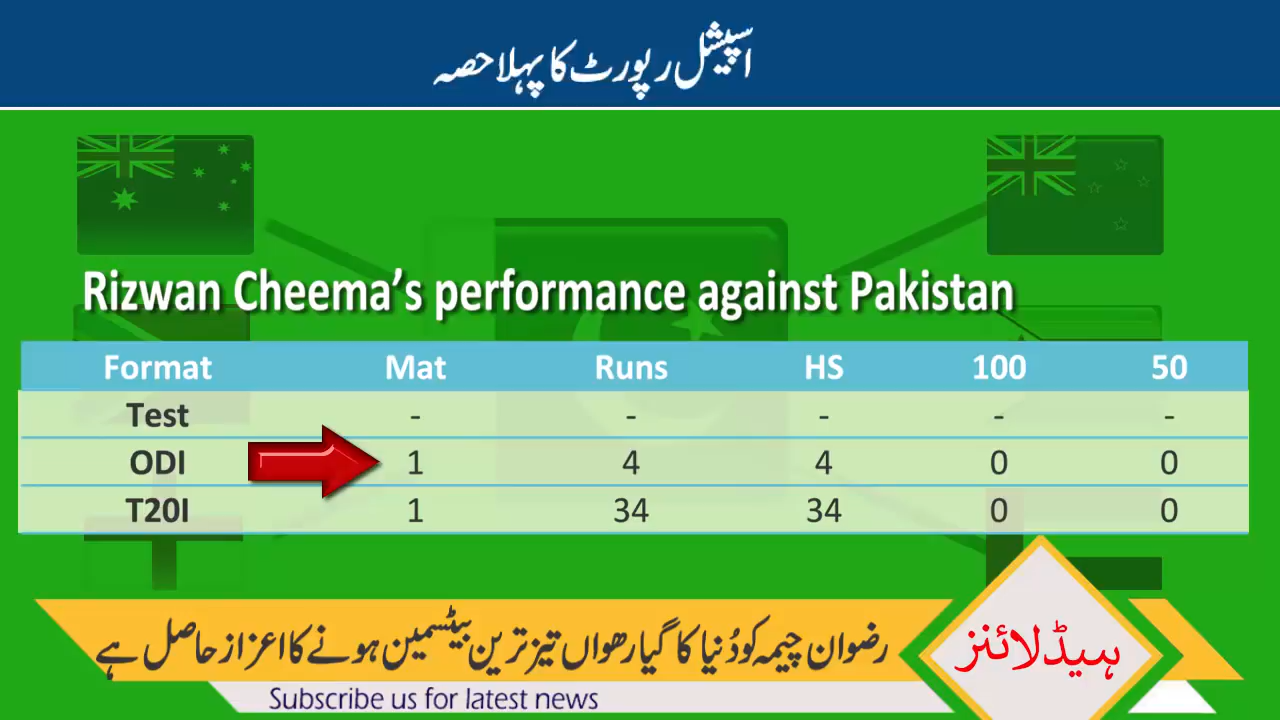 اسپیشل رپورٹ کا پہلا حصہ
Rizwan Cheema's performance against Pakistan
Format Mat Runs HS 100 50
Test - - - - -
ODI 1 4 4 0 0
T20I 1 34 34 0 0
رضوان چیمہ کو دُنیا کا گیارھواں تیز ترین بیٹسمین ہونے کا اعزاز حاصل ہے
ہیڈلائنز
Subscribe us for latest news